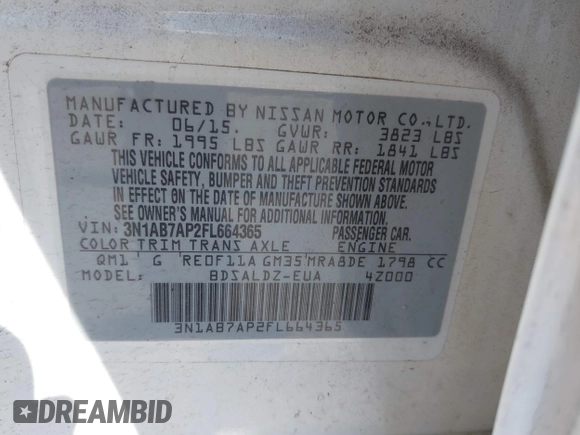 MANUFACTURED BY NISSAN MOTOR CO.,LTD.
DATE: 06/15. GVWR: 3823 LBS
GAWR FR: 1995 LBS GAWR RR: 1841 LBS
THIS VEHICLE CONFORMS TO ALL APPLICABLE FEDERAL MOTOR
VEHICLE SAFETY, BUMPER AND THEFT PREVENTION STANDARDS
IN EFFECT ON THE DATE OF MANUFACTURE SHOWN ABOVE.
SEE OWNER'S MANUAL FOR ADDITIONAL INFORMATION.
VIN: 3N1AB7AP2FL664365 PASSENGER CAR.
COLOR TRIM TRANS AXLE ENGINE
QM1 G RE0F11A GM35 MRA8DE 1798 CC
MODEL: BDSALDZ-EUA 4Z000
3N1AB7AP2FL664365
DREAMBID